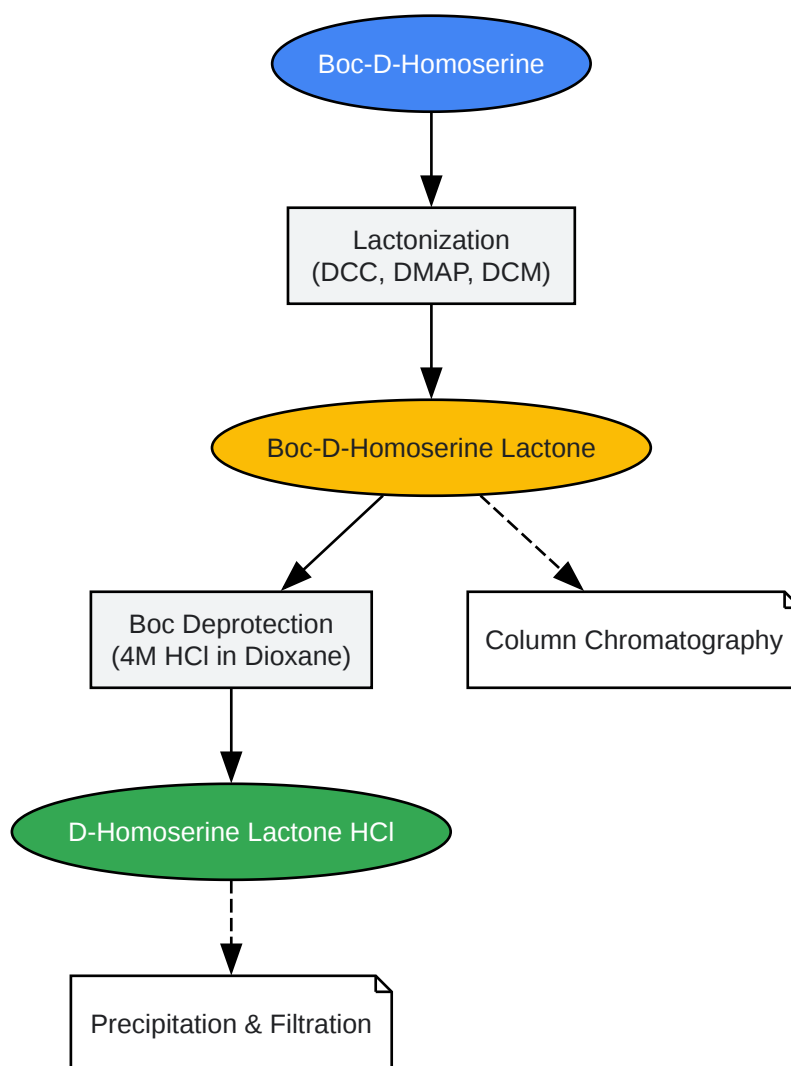 Boc-D-Homoserine
Lactonization
(DCC, DMAP, DCM)
Boc-D-Homoserine Lactone
Boc Deprotection
(4M HCl in Dioxane)
Column Chromatography
D-Homoserine Lactone HCl
Precipitation & Filtration